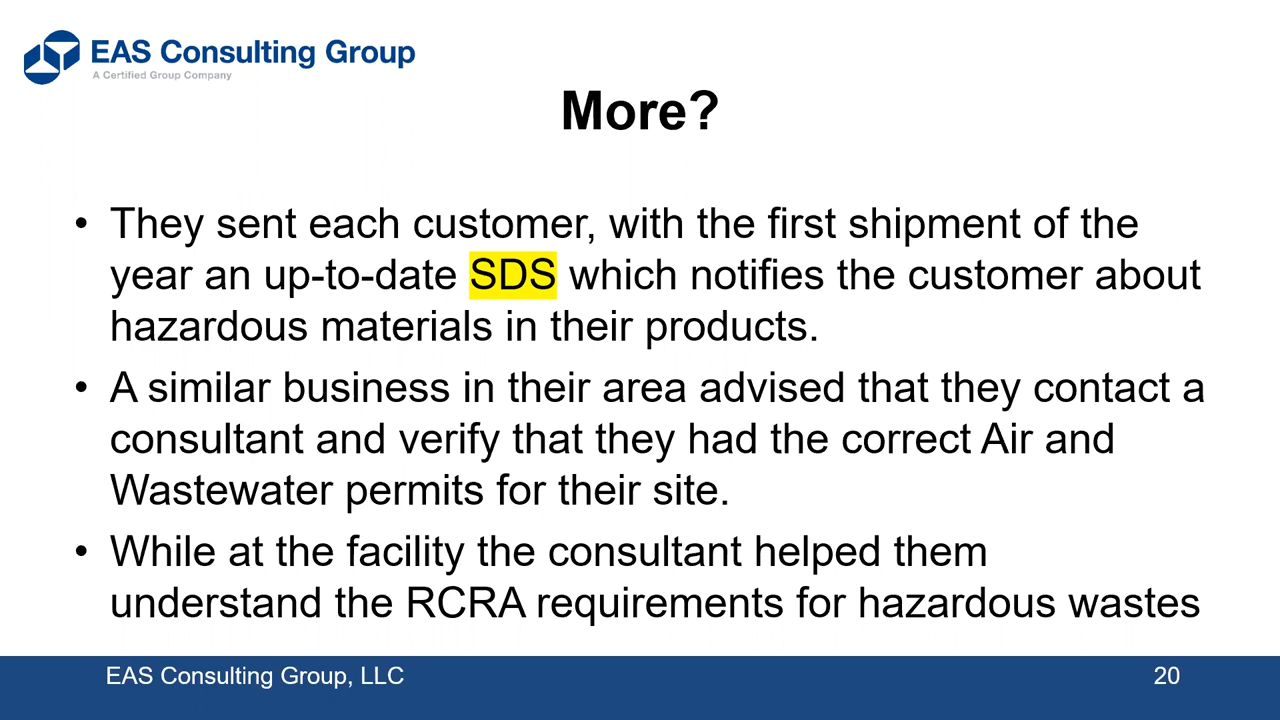 EAS Consulting Group
A Certified Group Company
More?
• They sent each customer, with the first shipment of the
year an up-to-date SDS which notifies the customer about
hazardous materials in their products.
• A similar business in their area advised that they contact a
consultant and verify that they had the correct Air and
Wastewater permits for their site.
• While at the facility the consultant helped them
understand the RCRA requirements for hazardous wastes
EAS Consulting Group, LLC
20